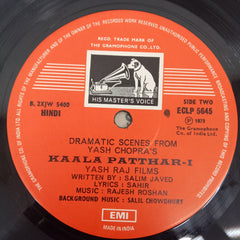 REGD. TRADE MARK OF
THE GRAMOPHONE CO., LTD.
B. 2XJW 5400
HINDI
SIDE TWO
ECLP 5645
℗ 1979
The Gramophone
Co. of India Ltd.
HIS MASTER'S VOICE
DRAMATIC SCENES FROM
YASH CHOPRA'S
KAALA PATTHAR-I
YASH RAJ FILMS
WRITTEN BY : SALIM JAVED
LYRICS : SAHIR
MUSIC : RAJESH ROSHAN
BACKGROUND MUSIC : SALIL CHOWDHURY
EMI
MADE IN INDIA